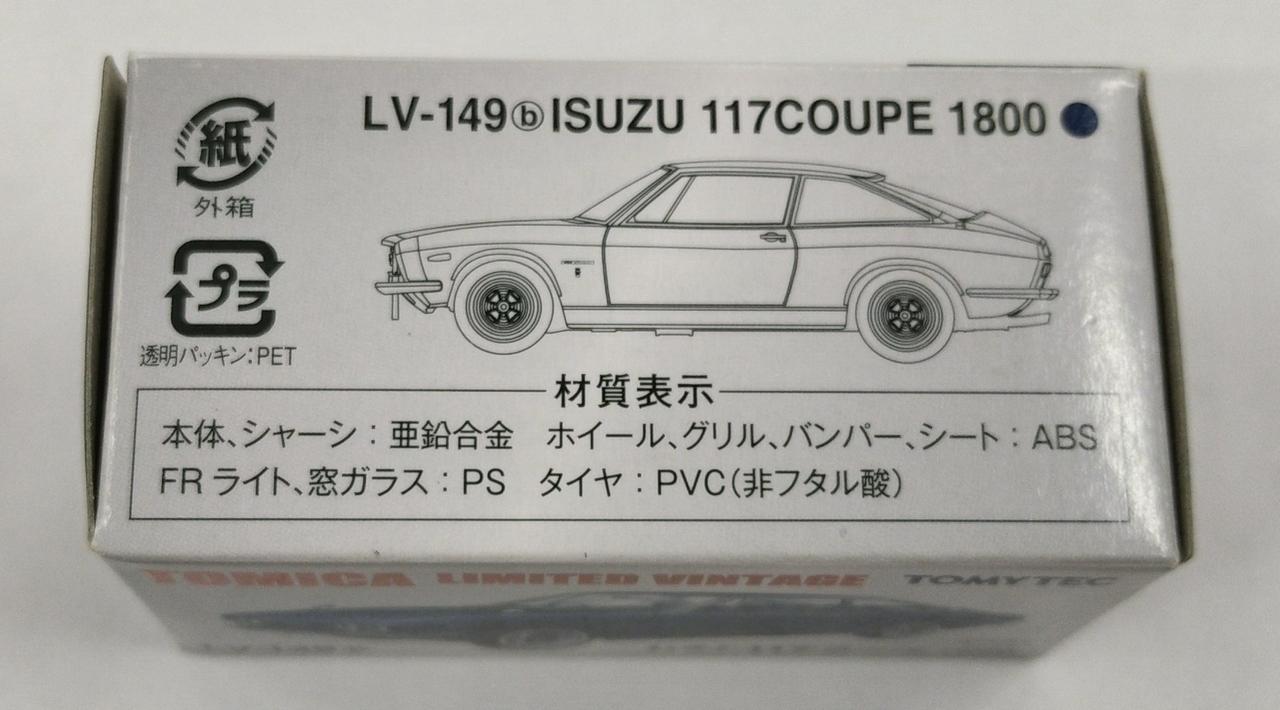 LV-149ⓑISUZU 117COUPE 1800
紙
外箱
プラ
透明パッキン:PET
材質表示
本体、シャーシ:亜鉛合金 ホイール、グリル、バンパー、シート:ABS
FR ライト、窓ガラス:PS タイヤ:PVC(非フタル酸)
TOMICA LIMITED VINTAGE TOMYTEC